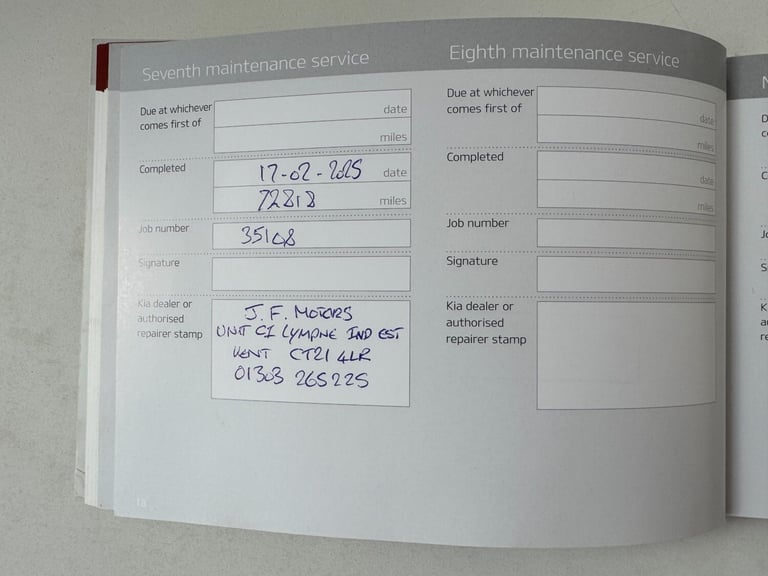 Seventh maintenance service
Due at whichever
comes first of
date
miles
Completed
17-02-2025 date
72818 miles
Job number
35108
Signature
Kia dealer or
authorised
repairer stamp
J.F. MOTORS
UNIT C1 LYMPNE IND EST
KENT CT21 4LR
01303 265225
18
Eighth maintenance service
Due at whichever
comes first of
date
miles
Completed
date
miles
Job number
Signature
Kia dealer or
authorised
repairer stamp